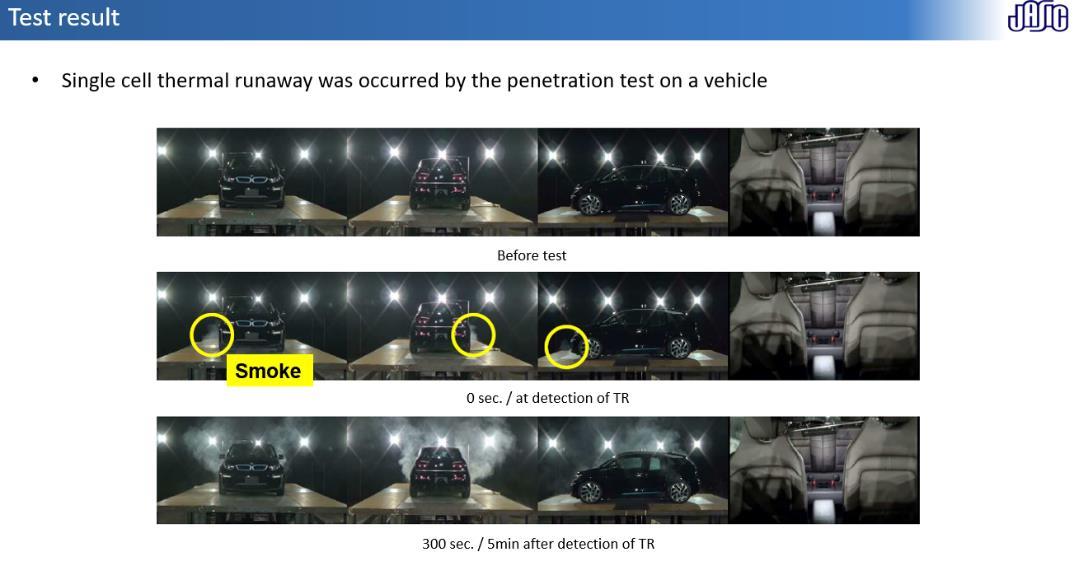 Test result
JASIC
• Single cell thermal runaway was occurred by the penetration test on a vehicle
Before test
Smoke
0 sec. / at detection of TR
300 sec. / 5min after detection of TR